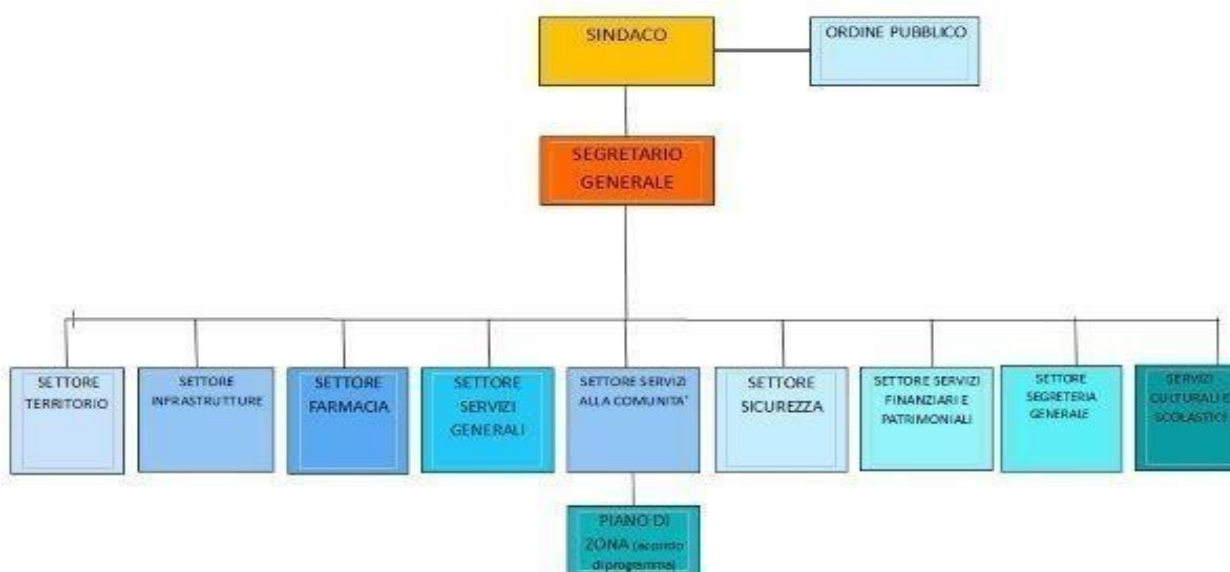 SINDACO
ORDINE PUBBLICO
SEGRETARIO
GENERALE
SETTORE
TERRITORIO
SETTORE
INFRASTRUTTURE
SETTORE
FARMACIA
SETTORE
SERVIZI
GENERALI
SETTORE SERVIZI
ALLA COMUNITA'
SETTORE
SICUREZZA
SETTORE SERVIZI
FINANZIARI E
PATRIMONIALI
SETTORE
SEGRETERIA
GENERALE
SERVIZI
CULTURALI E
SCOLASTICI
PIANO DI
ZONA (accordo
di programma)